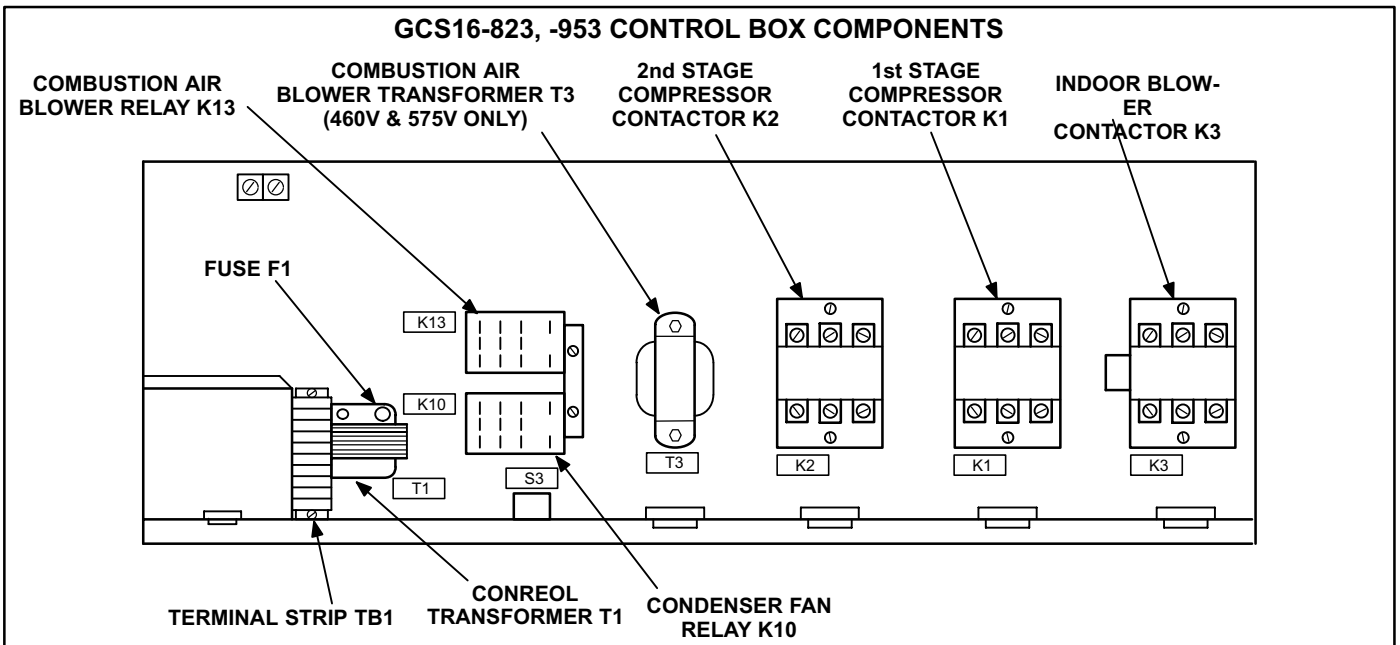 GCS16-823, -953 CONTROL BOX COMPONENTS
COMBUSTION AIR
BLOWER RELAY K13
COMBUSTION AIR
BLOWER TRANSFORMER T3
(460V & 575V ONLY)
2nd STAGE
COMPRESSOR
CONTACTOR K2
1st STAGE
COMPRESSOR
CONTACTOR K1
INDOOR BLOW-
ER
CONTACTOR K3
FUSE F1
K13
K10
T1
S3
T3
K2
K1
K3
TERMINAL STRIP TB1
CONREOL
TRANSFORMER T1
CONDENSER FAN
RELAY K10